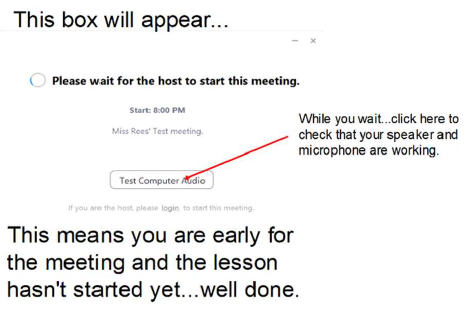 This box will appear...
Please wait for the host to start this meeting.
Start: 8:00 PM
Miss Rees' Test meeting.
While you wait...click here to
check that your speaker and
microphone are working.
Test Computer Audio
If you are the host, please login to start this meeting.
This means you are early for
the meeting and the lesson
hasn't started yet...well done.